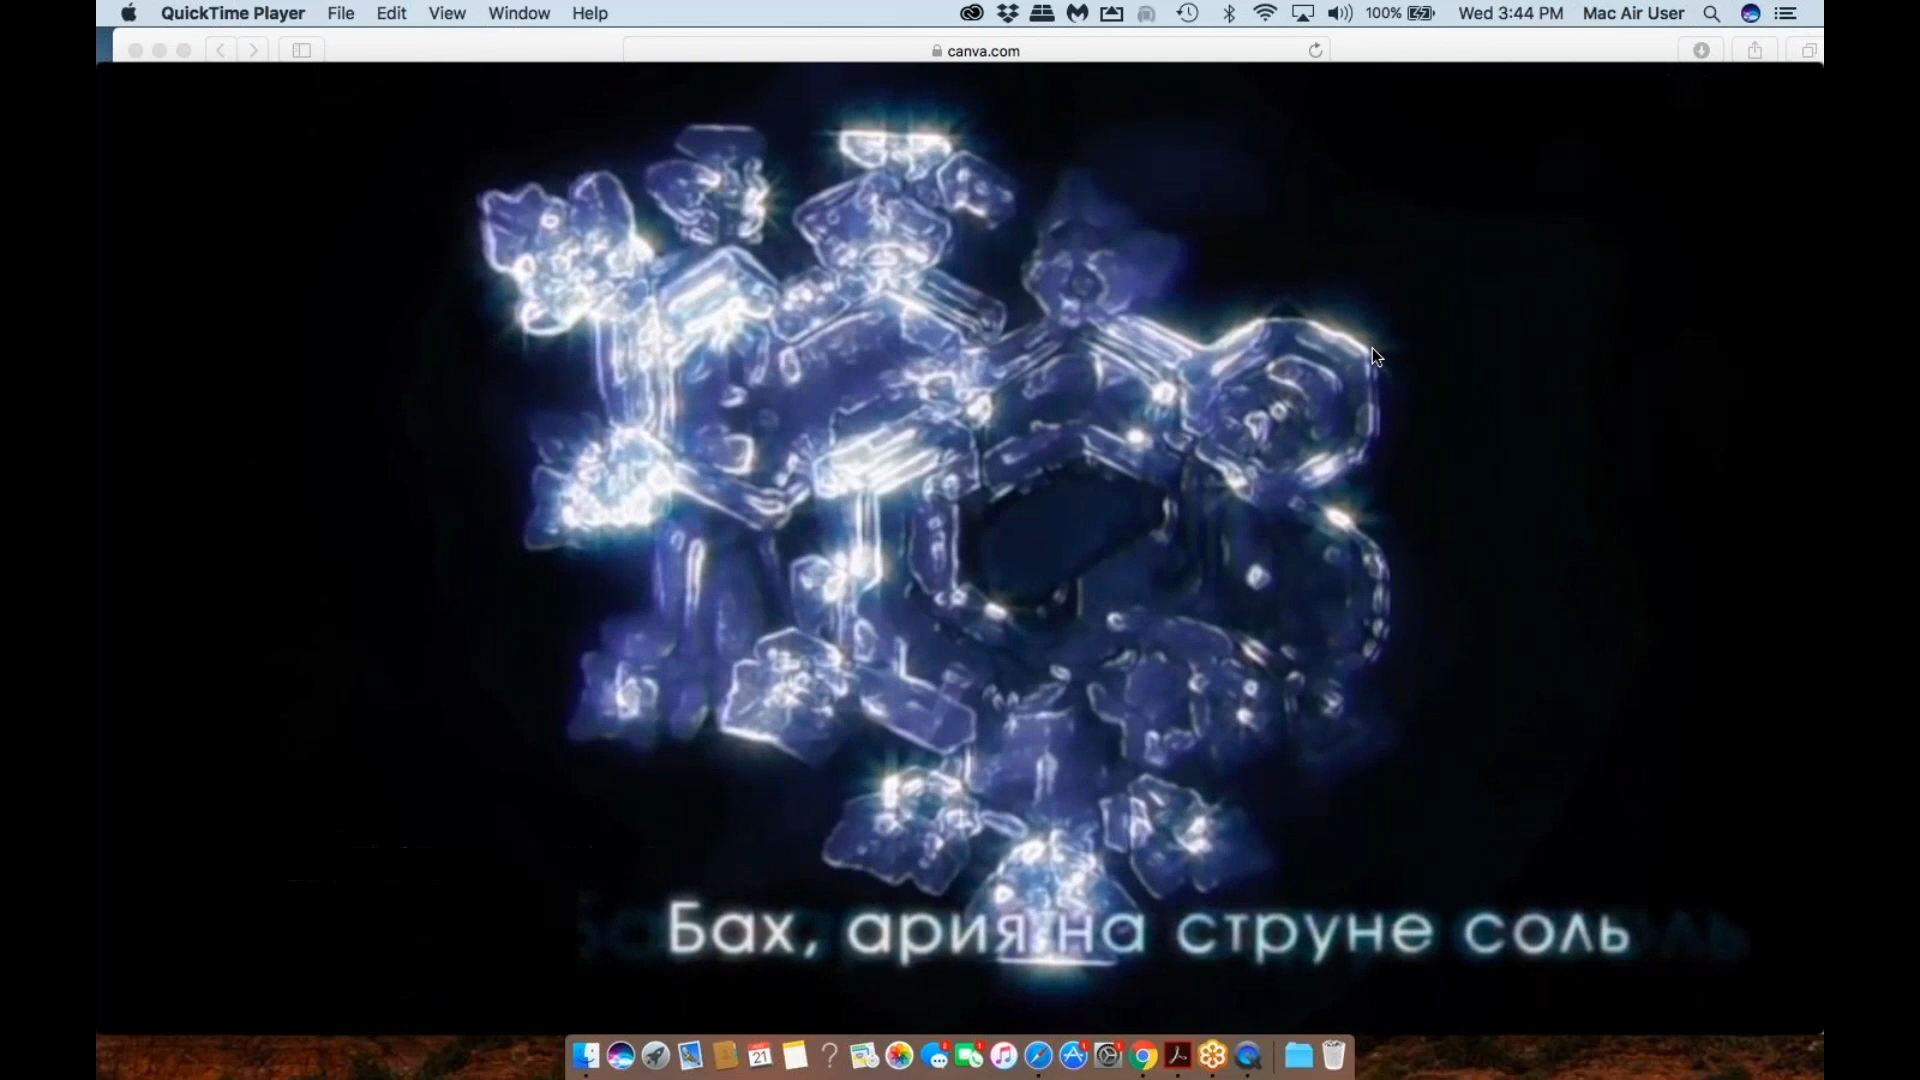 QuickTime Player File Edit View Window Help 100% Wed 3:44 PM Mac Air User
canva.com
Бах, ария на струне соль
21